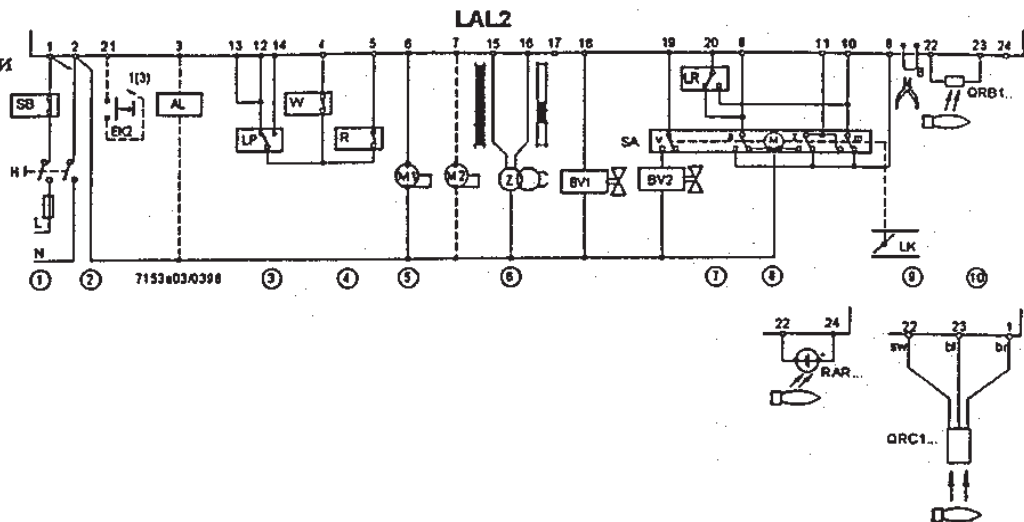 LAL2
1 2 21 3 13 12 14 4 5 6 7 15 16 17 18 19 20 8 11 10 8 22 23 24
1(3)
SB EK2 AL LP W R LR B QRB1..
SA M Z
H M1 M2 Z BV1 BV2
L LK
N
1 2 7153a03/0398 3 4 5 6 7 8 9 10
22 24
RAR...
22 23 1
sw bl br
QRC1...